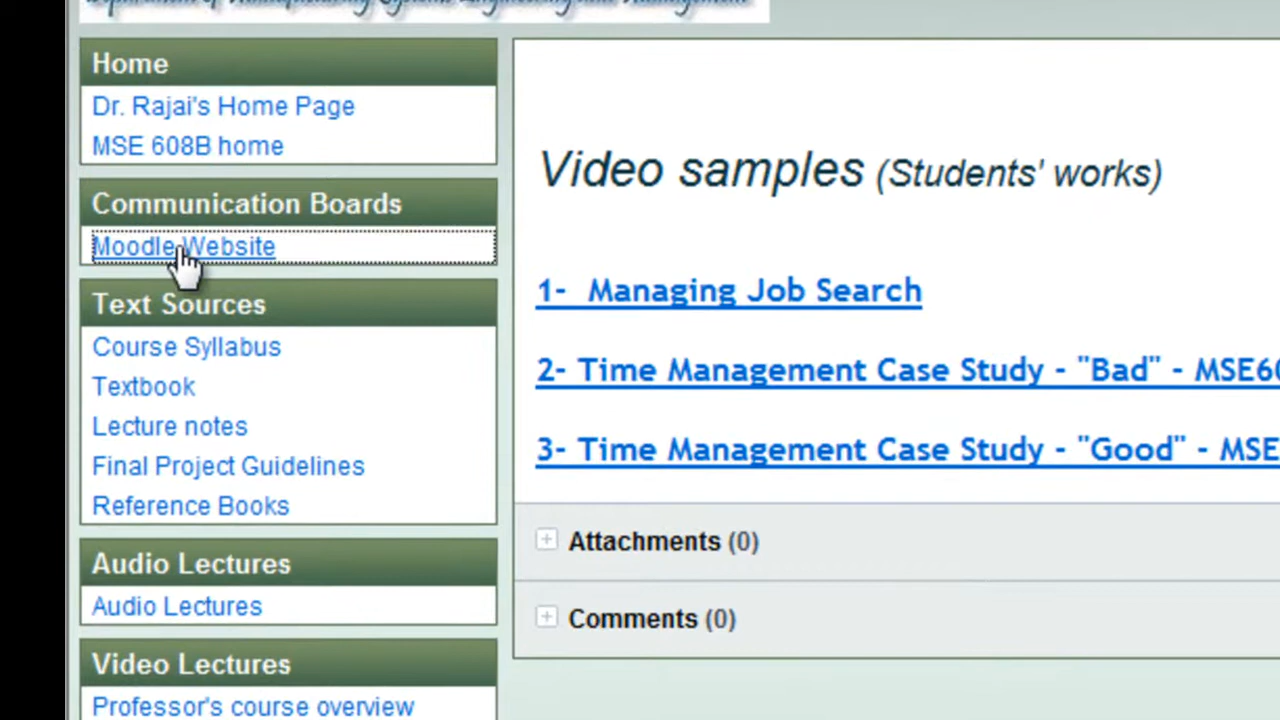 Home
Dr. Rajai's Home Page
MSE 608B home
Communication Boards
Moodle Website
Text Sources
Course Syllabus
Textbook
Lecture notes
Final Project Guidelines
Reference Books
Audio Lectures
Audio Lectures
Video Lectures
Professor's course overview
Video samples (Students' works)
1- Managing Job Search
2- Time Management Case Study - "Bad" - MSE60
3- Time Management Case Study - "Good" - MSE
Attachments (0)
Comments (0)